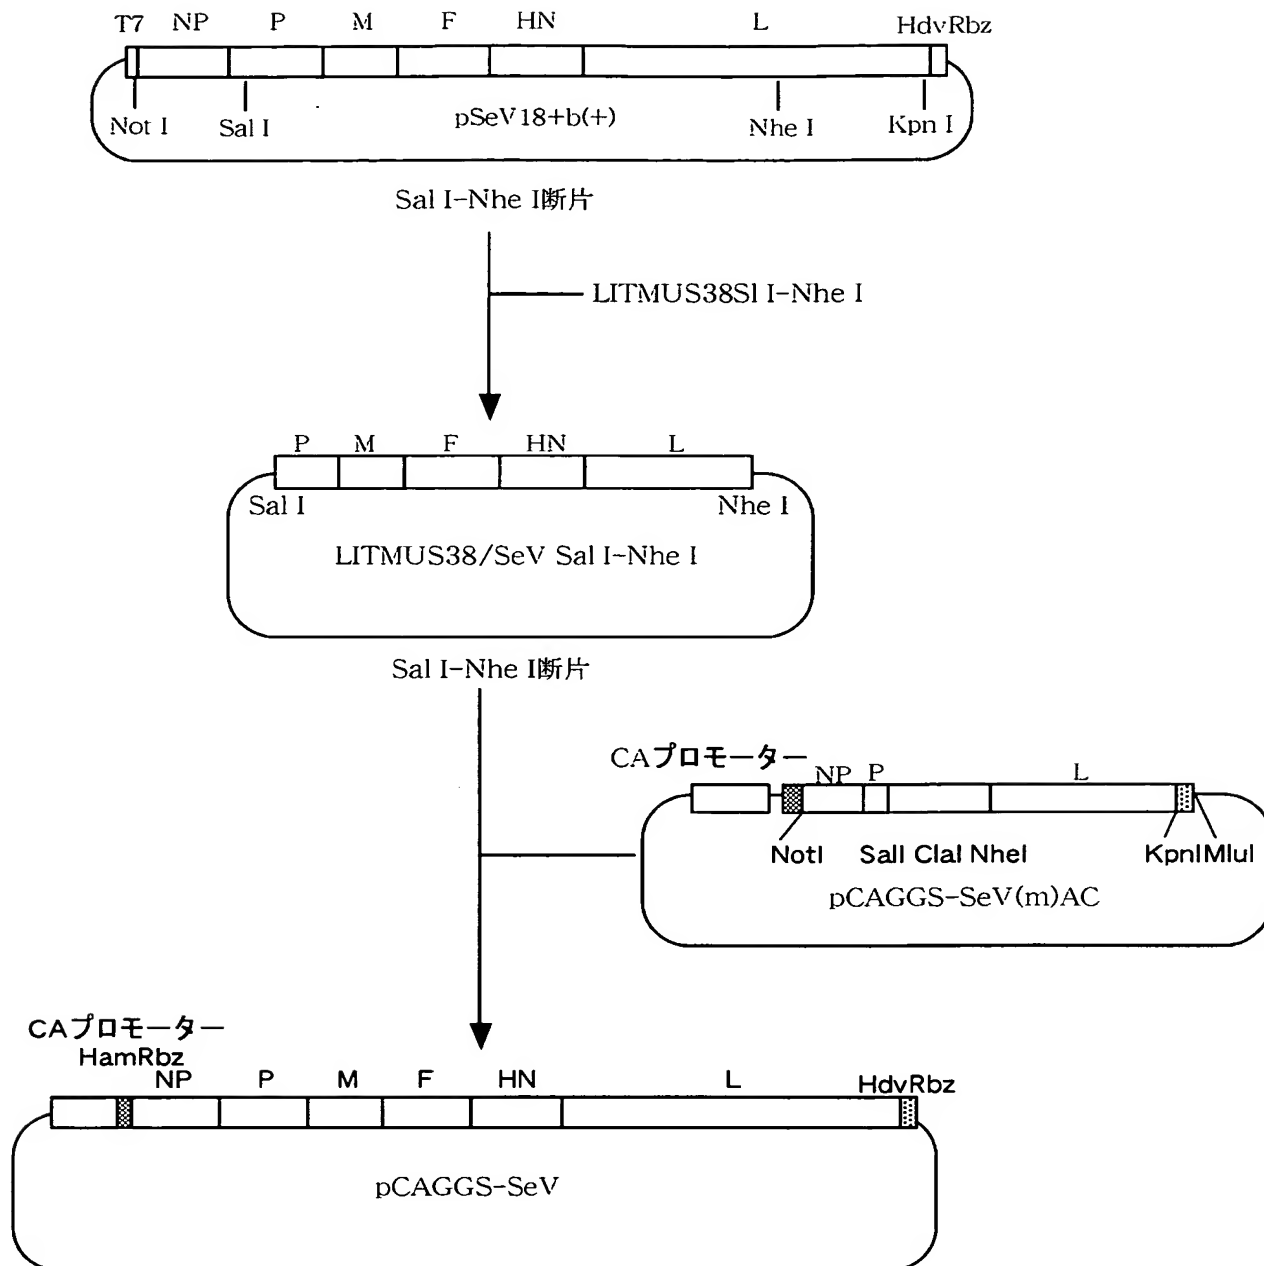 T7 NP P M F HN L HdvRbz
Not I Sal I pSeV18+b(+) Nhe I Kpn I
Sal I-Nhe I断片
LITMUS38Sl I-Nhe I
P M F HN L
Sal I Nhe I
LITMUS38/SeV Sal I-Nhe I
Sal I-Nhe I断片
CAプロモーター
NP P L
NotI SalI ClaI NheI KpnI MluI
pCAGGS-SeV(m)AC
CAプロモーター
HamRbz
NP P M F HN L HdvRbz
pCAGGS-SeV